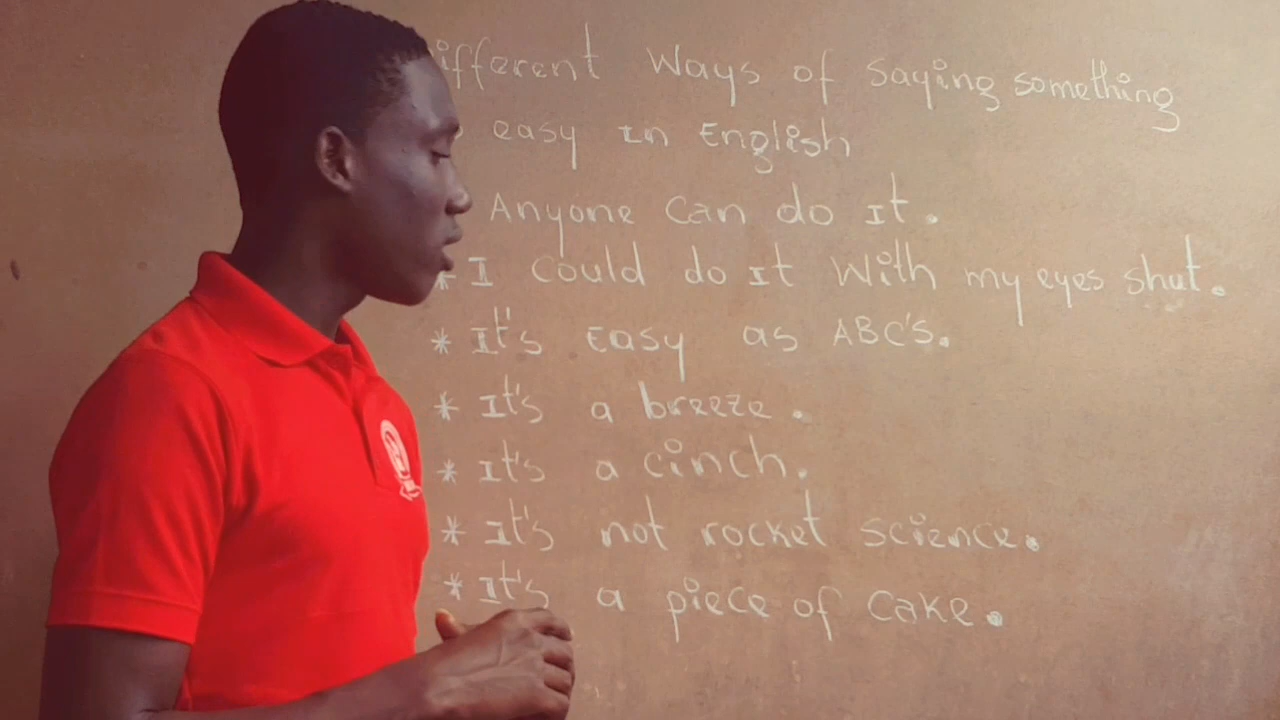 ifferent Ways of saying something
easy in English
Anyone can do it.
* I could do it with my eyes shut.
* It's Easy as ABC's.
* It's a breeze.
* It's a cinch.
* It's not rocket science.
* It's a piece of cake.